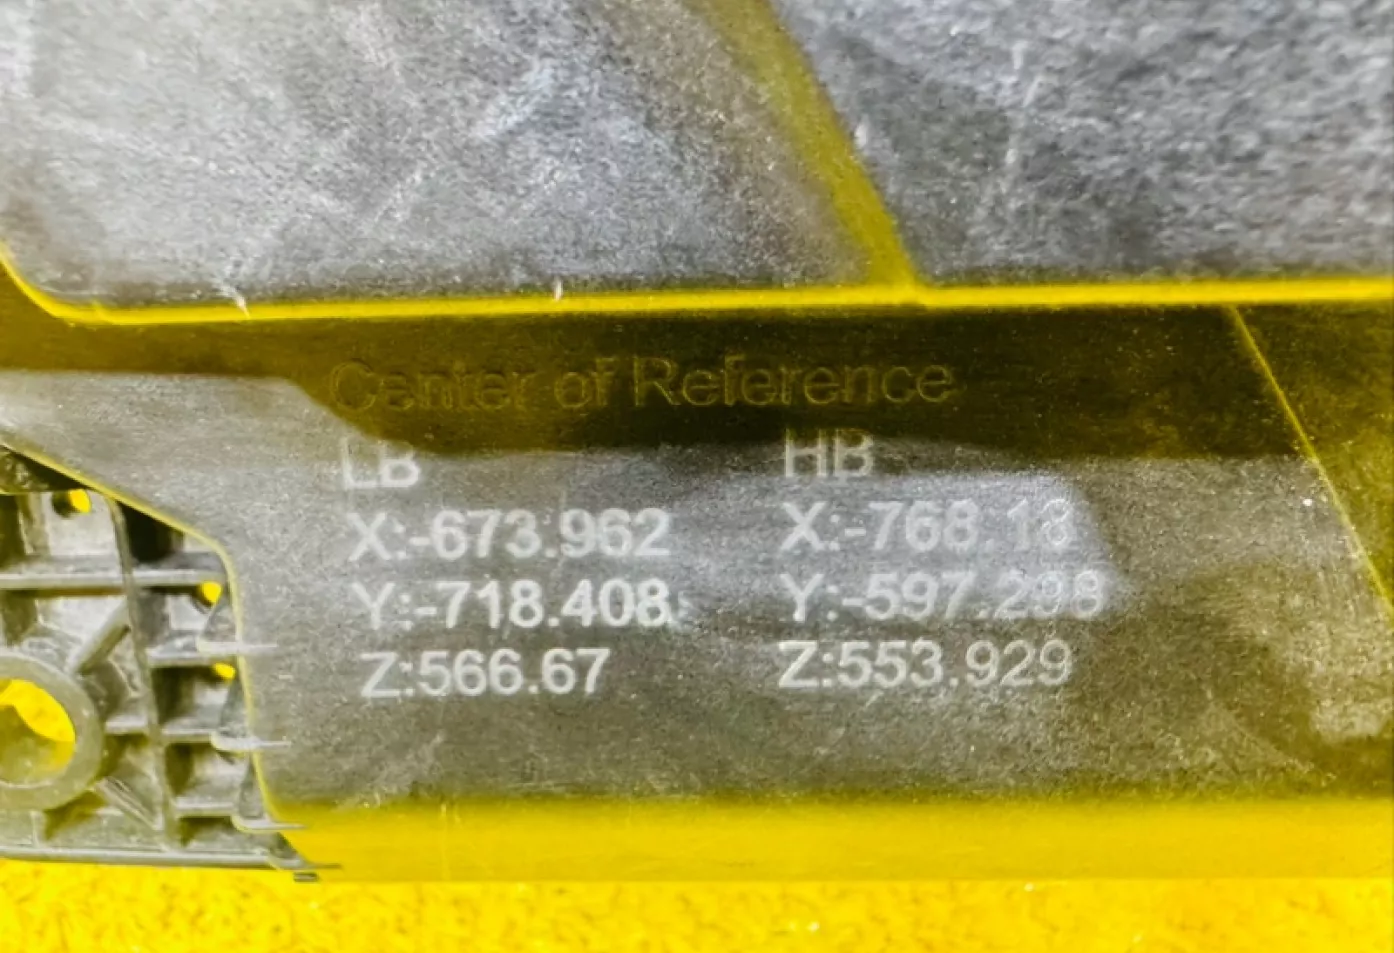 Center of Reference
LB HB
X:-673.962 X:-768.18
Y:-718.408 Y:-597.298
Z:566.67 Z:553.929